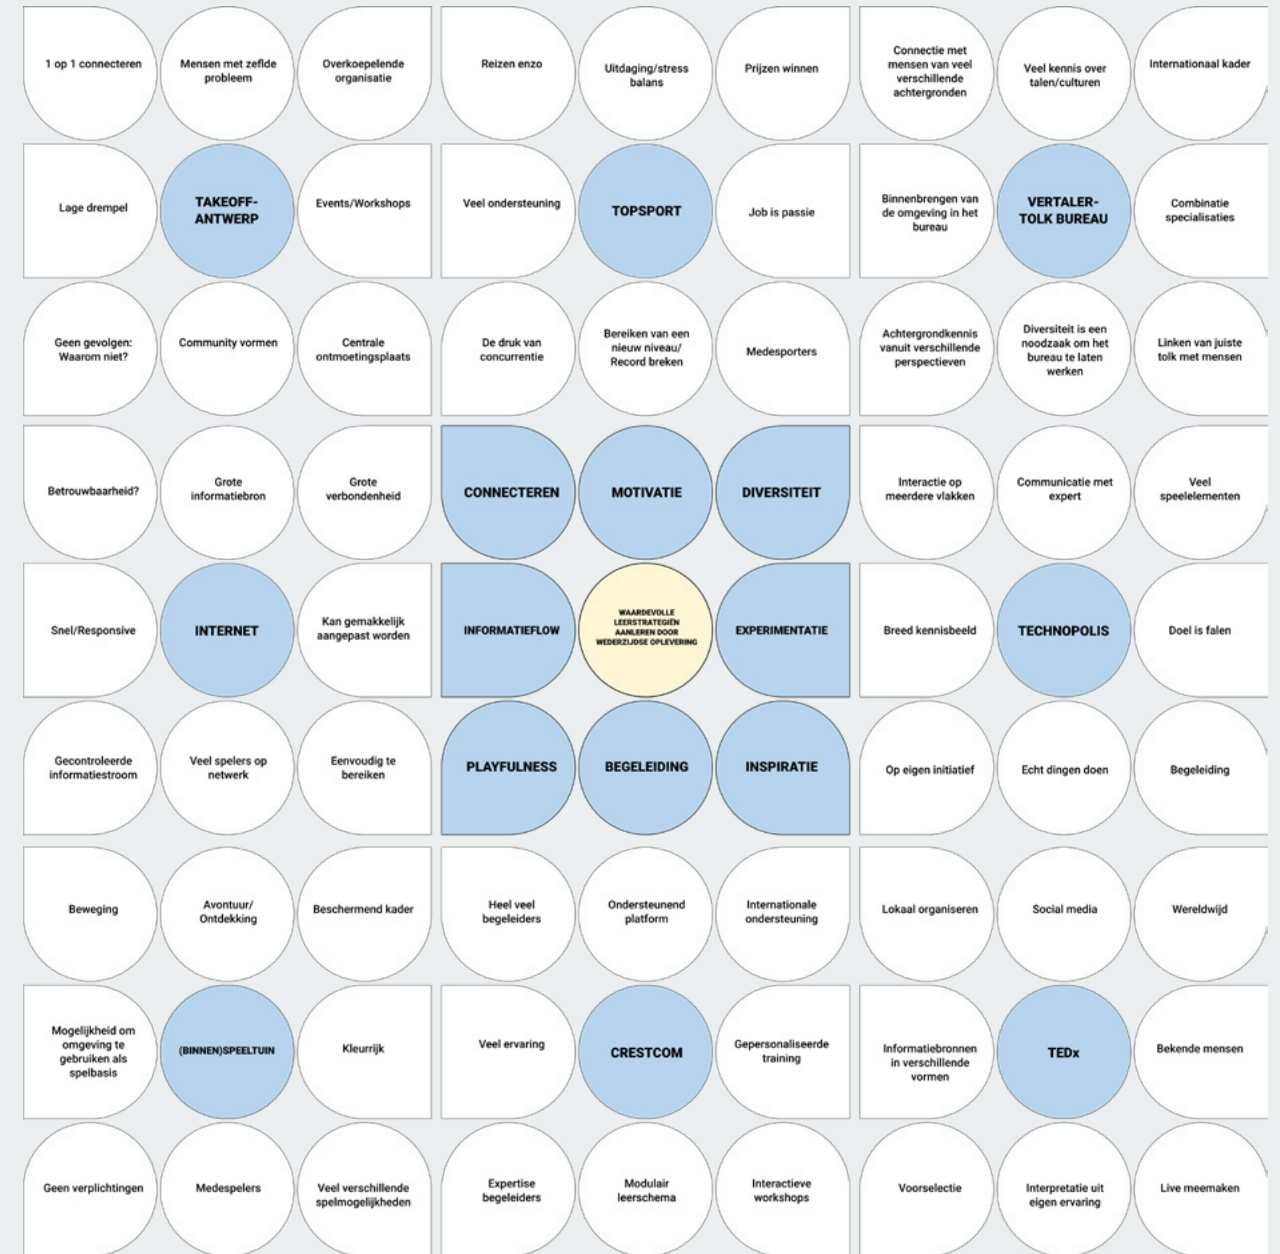 1 op 1 connecteren
Mensen met zeflde
probleem
Overkoepelende
organisatie
Lage drempel
TAKEOFF-
ANTWERP
Events/Workshops
Geen gevolgen:
Waarom niet?
Community vormen
Centrale
ontmoetingsplaats
Reizen enzo
Uitdaging/stress
balans
Prijzen winnen
Veel ondersteuning
TOPSPORT
Job is passie
De druk van
concurrentie
Bereiken van een
nieuw niveau/
Record breken
Medesporters
Connectie met
mensen van veel
verschillende
achtergronden
Veel kennis over
talen/culturen
Internationaal kader
Binnenbrengen van
de omgeving in het
bureau
VERTALER-
TOLK BUREAU
Combinatie
specialisaties
Achtergrondkennis
vanuit verschillende
perspectieven
Diversiteit is een
noodzaak om het
bureau te laten
werken
Linken van juiste
tolk met mensen
Betrouwbaarheid?
Grote
informatiebron
Grote
verbondenheid
Snel/Responsive
INTERNET
Kan gemakkelijk
aangepast worden
Gecontroleerde
informatiestroom
Veel spelers op
netwerk
Eenvoudig te
bereiken
CONNECTEREN
MOTIVATIE
DIVERSITEIT
INFORMATIEFLOW
WAARDEVOLLE
LEERSTRATEGIËN
AANLEREN DOOR
WEDERZIJDSE OPLEVERING
EXPERIMENTATIE
PLAYFULNESS
BEGELEIDING
INSPIRATIE
Interactie op
meerdere vlakken
Communicatie met
expert
Veel
speelelementen
Breed kennisbeeld
TECHNOPOLIS
Doel is falen
Op eigen initiatief
Echt dingen doen
Begeleiding
Beweging
Avontuur/
Ontdekking
Beschermend kader
Mogelijkheid om
omgeving te
gebruiken als
spelbasis
(BINNEN)SPEELTUIN
Kleurrijk
Geen verplichtingen
Medespelers
Veel verschillende
spelmogelijkheden
Heel veel
begeleiders
Ondersteunend
platform
Internationale
ondersteuning
Veel ervaring
CRESTCOM
Gepersonaliseerde
training
Expertise
begeleiders
Modulair
leerschema
Interactieve
workshops
Lokaal organiseren
Social media
Wereldwijd
Informatiebronnen
in verschillende
vormen
TEDx
Bekende mensen
Voorselectie
Interpretatie uit
eigen ervaring
Live meemaken